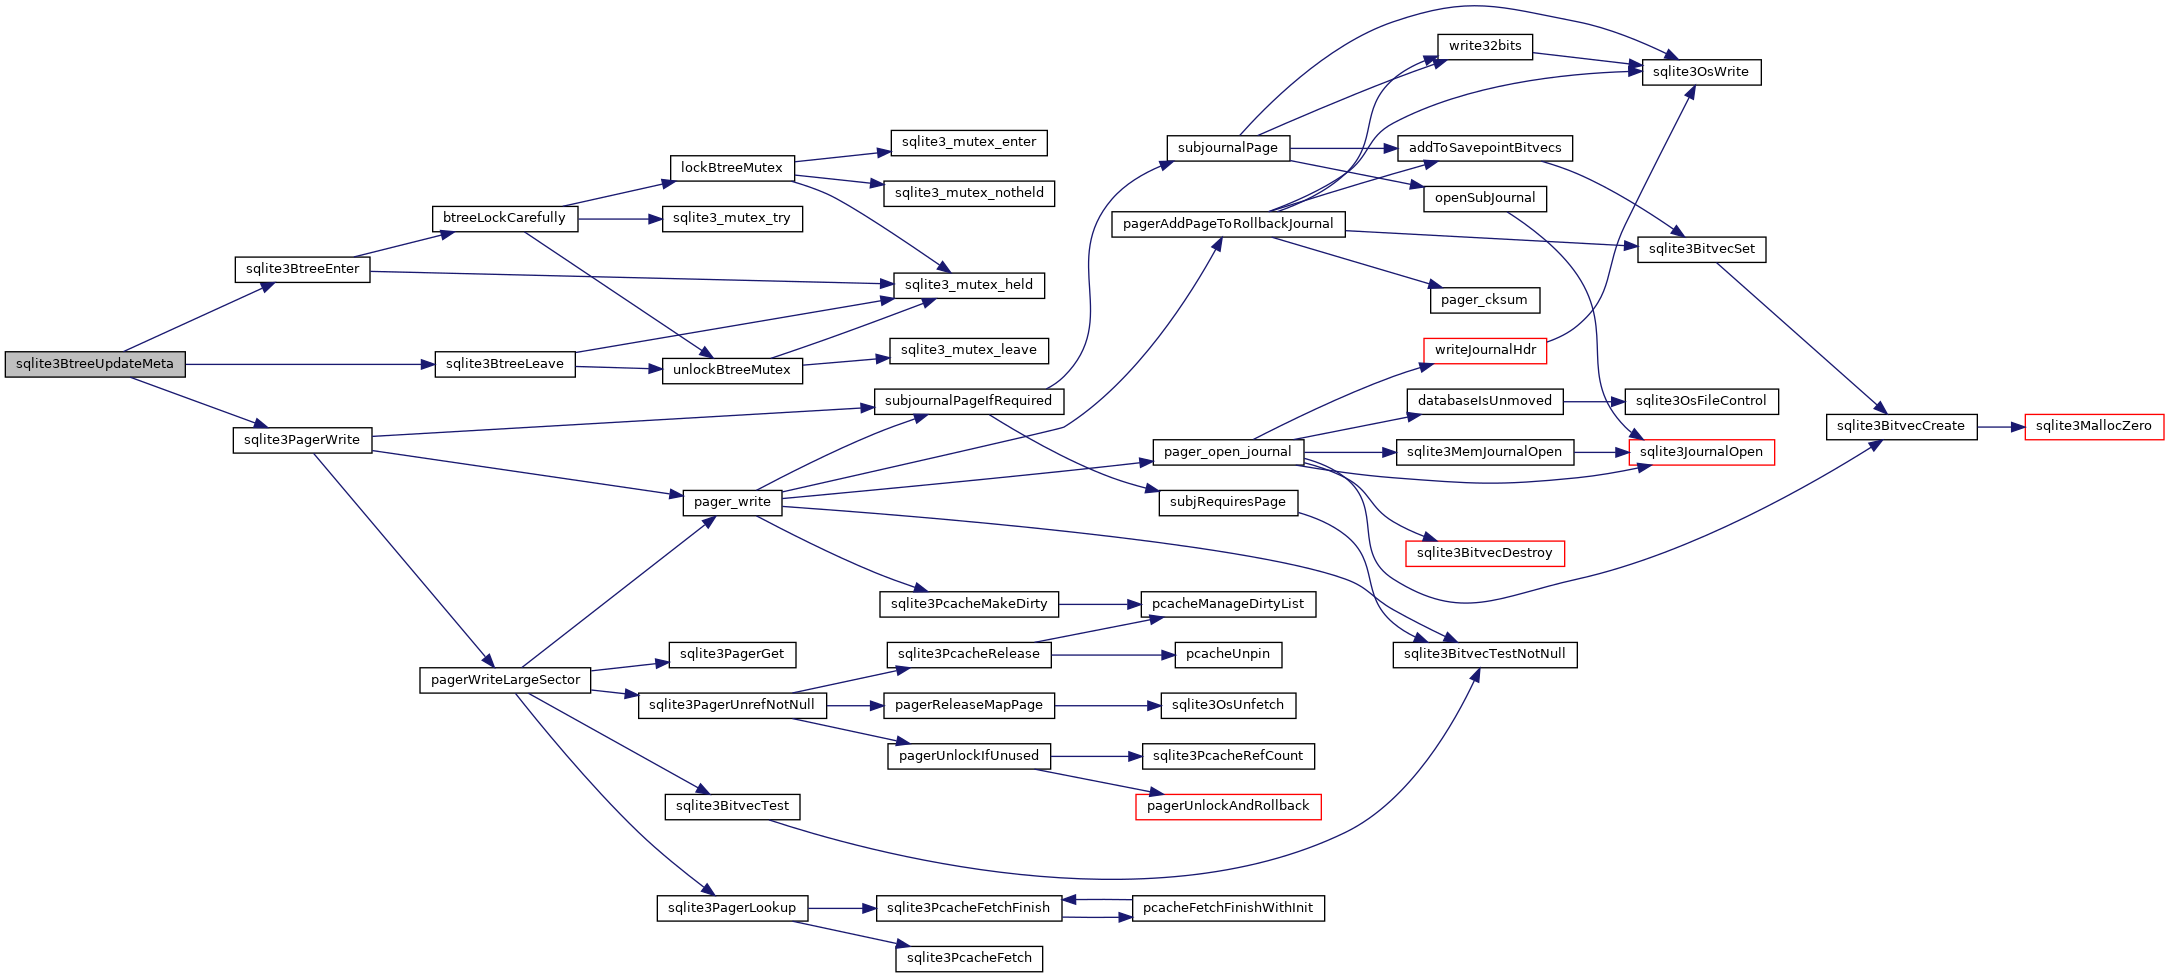 sqlite3BtreeUpdateMeta
sqlite3BtreeEnter
sqlite3BtreeLeave
sqlite3PagerWrite
btreeLockCarefully
pagerWriteLargeSector
lockBtreeMutex
sqlite3_mutex_try
unlockBtreeMutex
pager_write
sqlite3PagerGet
sqlite3PagerUnrefNotNull
sqlite3BitvecTest
sqlite3PagerLookup
sqlite3_mutex_enter
sqlite3_mutex_notheld
sqlite3_mutex_held
sqlite3_mutex_leave
subjournalPageIfRequired
sqlite3PcacheMakeDirty
sqlite3PcacheRelease
pagerReleaseMapPage
pagerUnlockIfUnused
sqlite3PcacheFetchFinish
sqlite3PcacheFetch
subjournalPage
pagerAddPageToRollbackJournal
pager_open_journal
subjRequiresPage
pcacheManageDirtyList
pcacheUnpin
sqlite3OsUnfetch
sqlite3PcacheRefCount
pagerUnlockAndRollback
pcacheFetchFinishWithInit
write32bits
addToSavepointBitvecs
openSubJournal
pager_cksum
writeJournalHdr
databaseIsUnmoved
sqlite3MemJournalOpen
sqlite3BitvecDestroy
sqlite3BitvecTestNotNull
sqlite3OsWrite
sqlite3BitvecSet
sqlite3OsFileControl
sqlite3JournalOpen
sqlite3BitvecCreate
sqlite3MallocZero